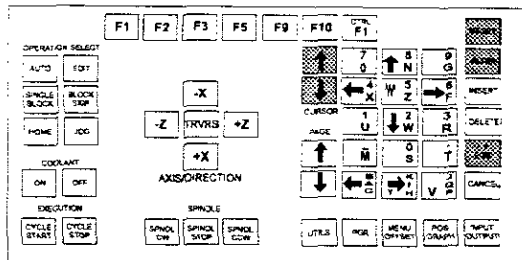 F1 F2 F3 F5 F9 F10 CTRL F1
OPERATION SELECT
AUTO EDIT
SINGLE BLOCK BLOCK SKIP
HOME JOG
COOLANT
ON OFF
EXECUTION
CYCLE START CYCLE STOP
-X
-Z TRVRS +Z
+X
AXIS/DIRECTION
SPINDLE
SPNDL CW SPINDL STOP SPNDL CCW
CURSOR
PAGE
7 O 8 N 9 G
4 X 5 Z 6 F
1 U 2 W 3 R
M 0 S T
INSERT
DELETE
CANCEL
UTILS PGR MENU OFFSET POS GRAPH INPUT OUTPUT